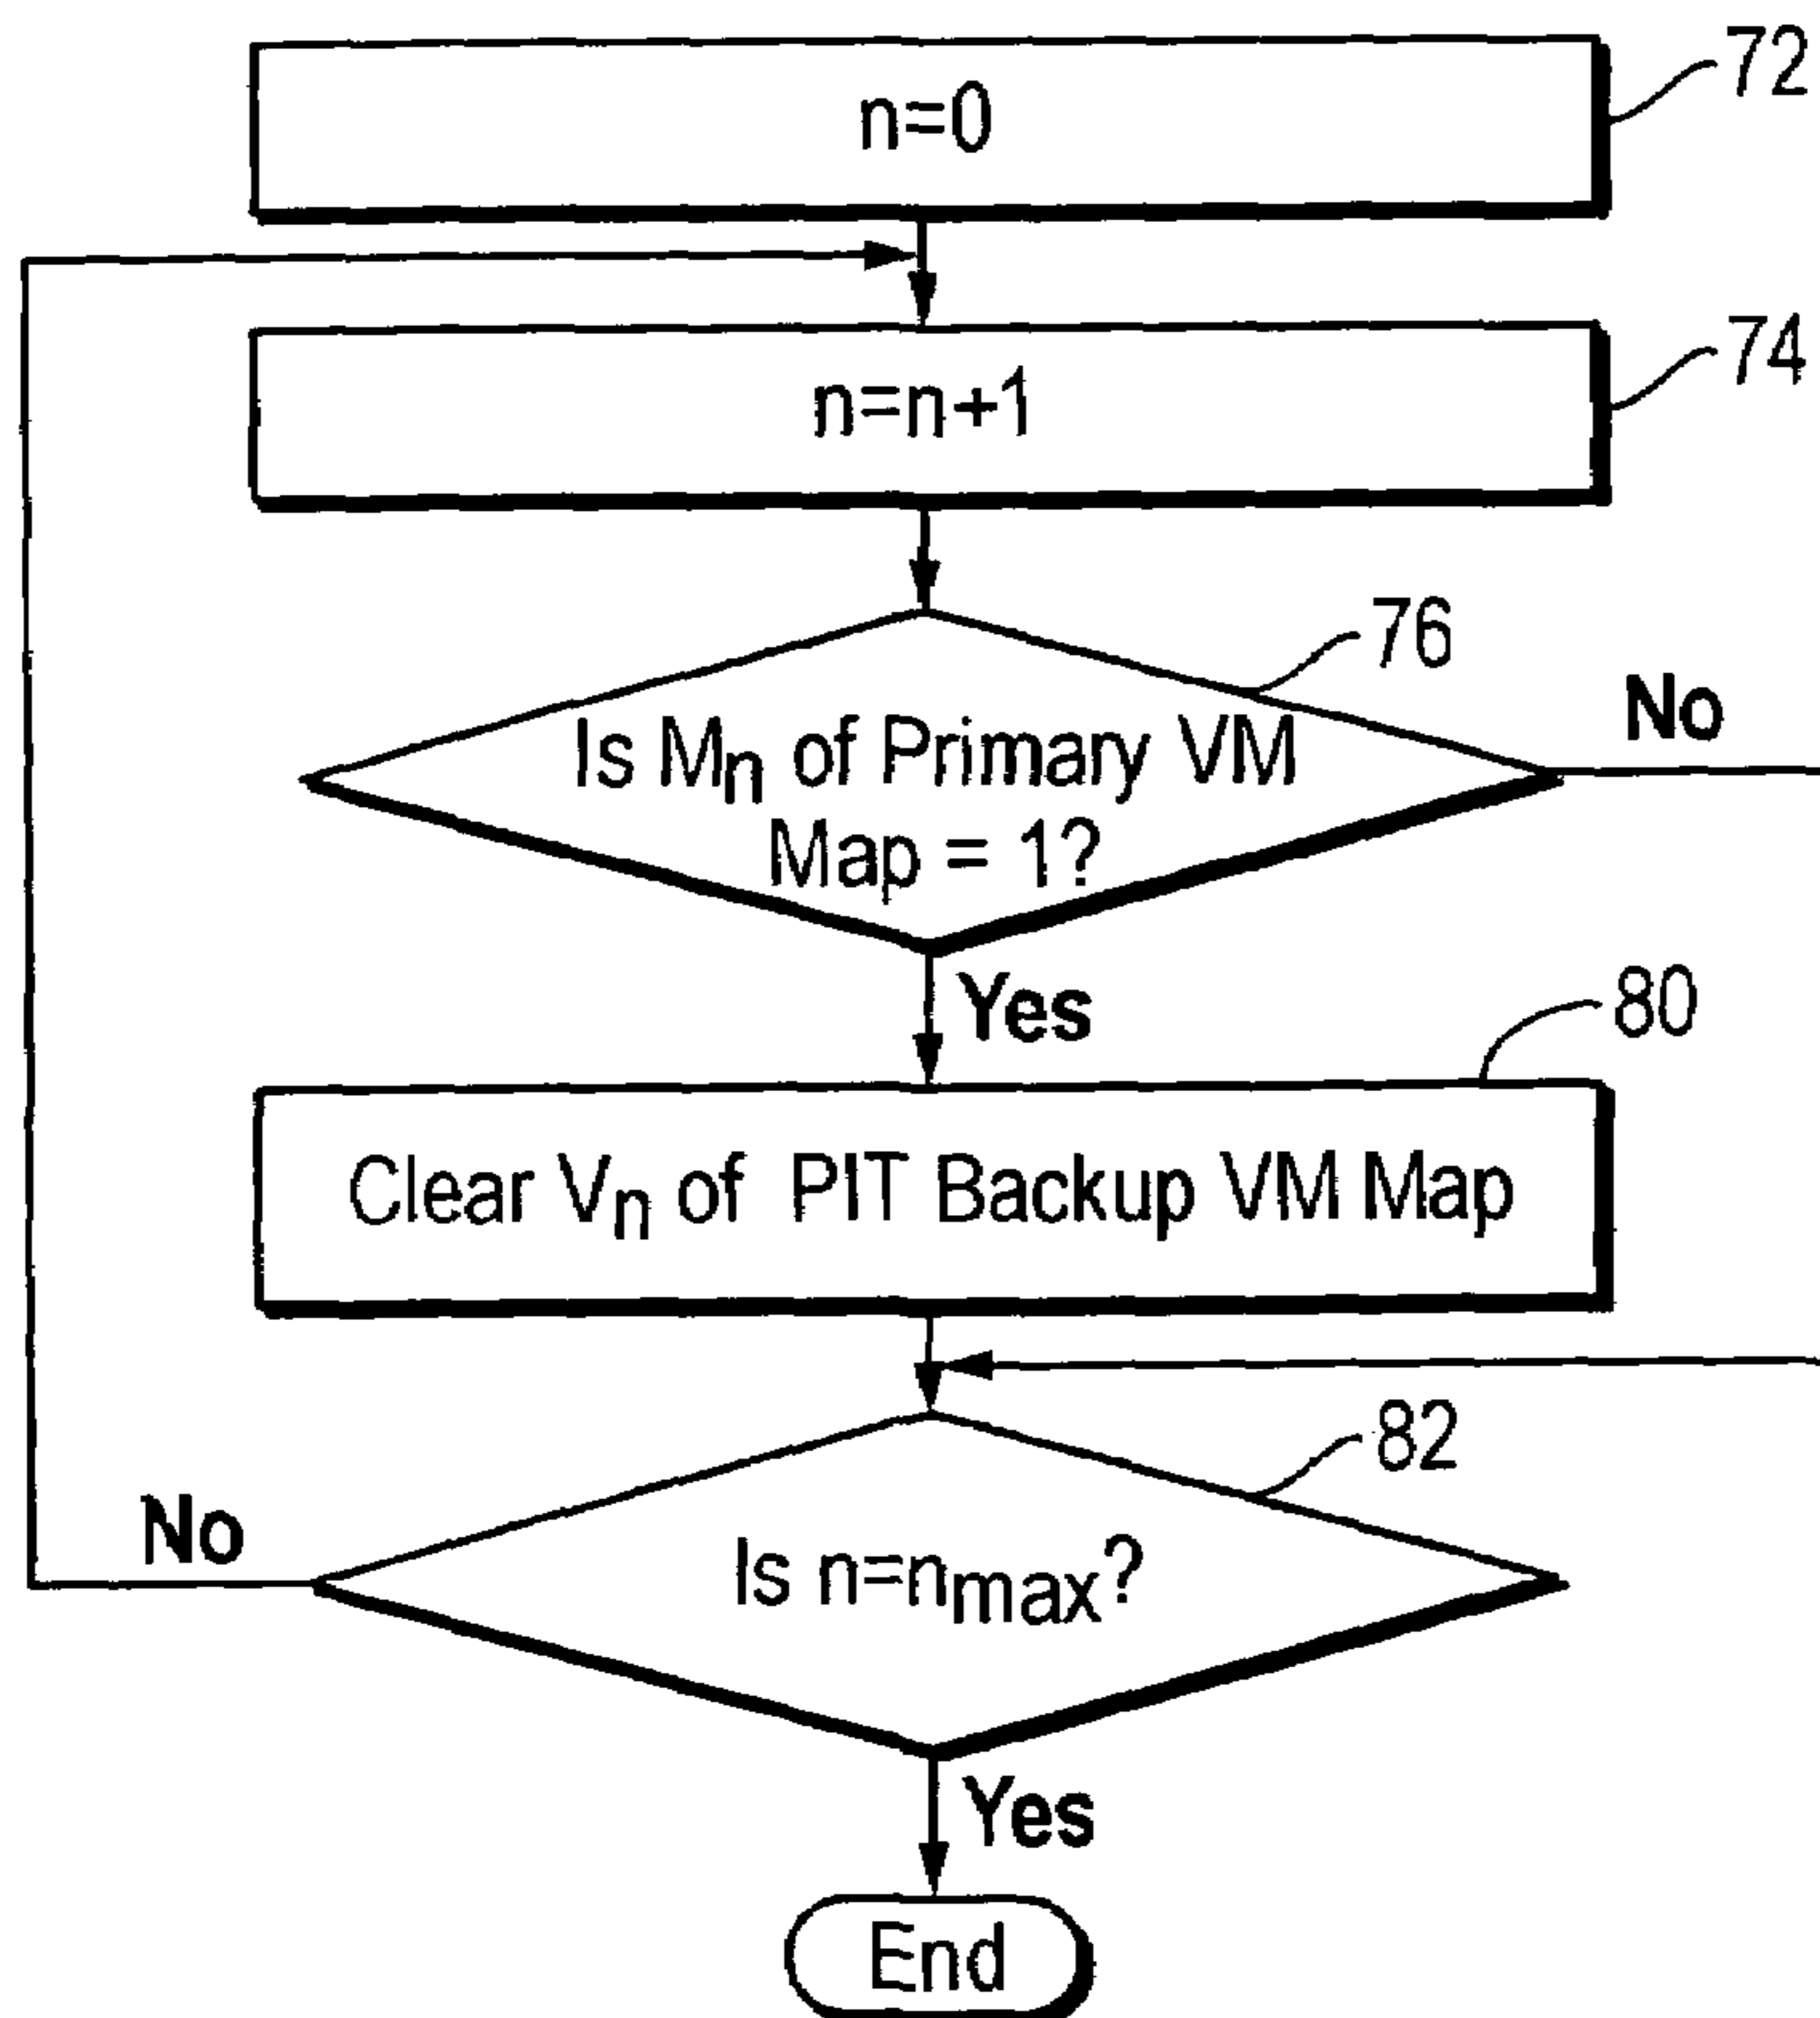 72
n=0
74
n=n+1
76
No
Is Mn of Primary VM
Map = 1?
Yes
80
Clear Vn of PIT Backup VM Map
82
No
Is n=nmax?
Yes
End